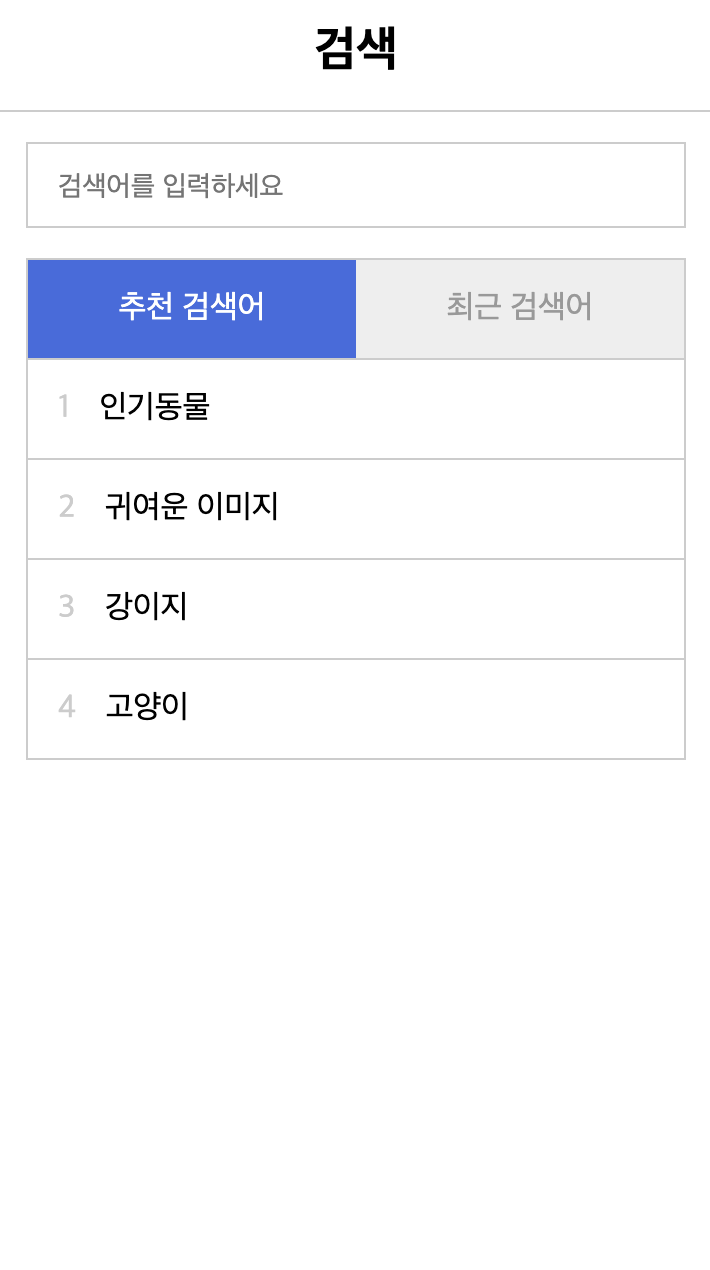 검색
검색어를 입력하세요
추천 검색어 최근 검색어
1 인기동물
2 귀여운 이미지
3 강이지
4 고양이